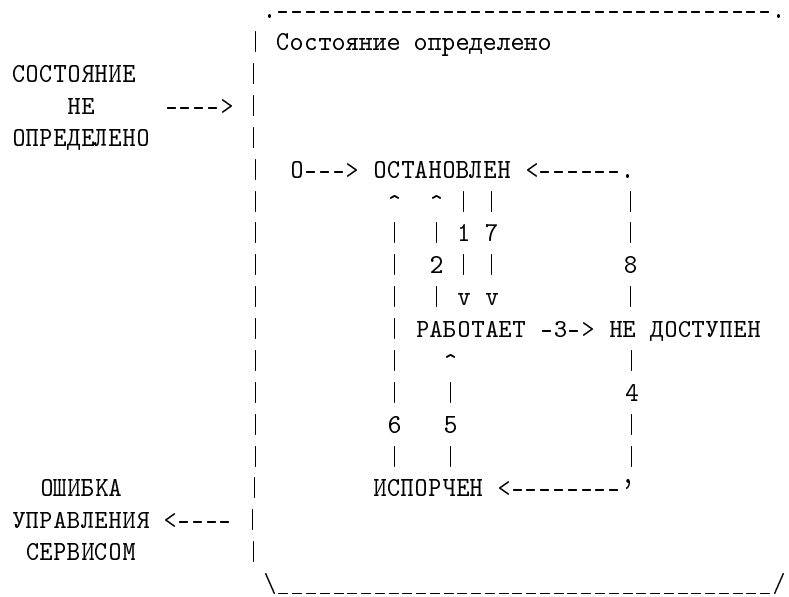 Состояние определено
СОСТОЯНИЕ
НЕ ---->
ОПРЕДЕЛЕНО
0---> ОСТАНОВЛЕН <------.
^ ^ | | |
| | 1 7 |
| 2 | | 8
| | v v |
| РАБОТАЕТ -3-> НЕ ДОСТУПЕН
| ^ |
| | 4
6 5 |
| | |
ОШИБКА ИСПОРЧЕН <--------'
УПРАВЛЕНИЯ <----
СЕРВИСОМ